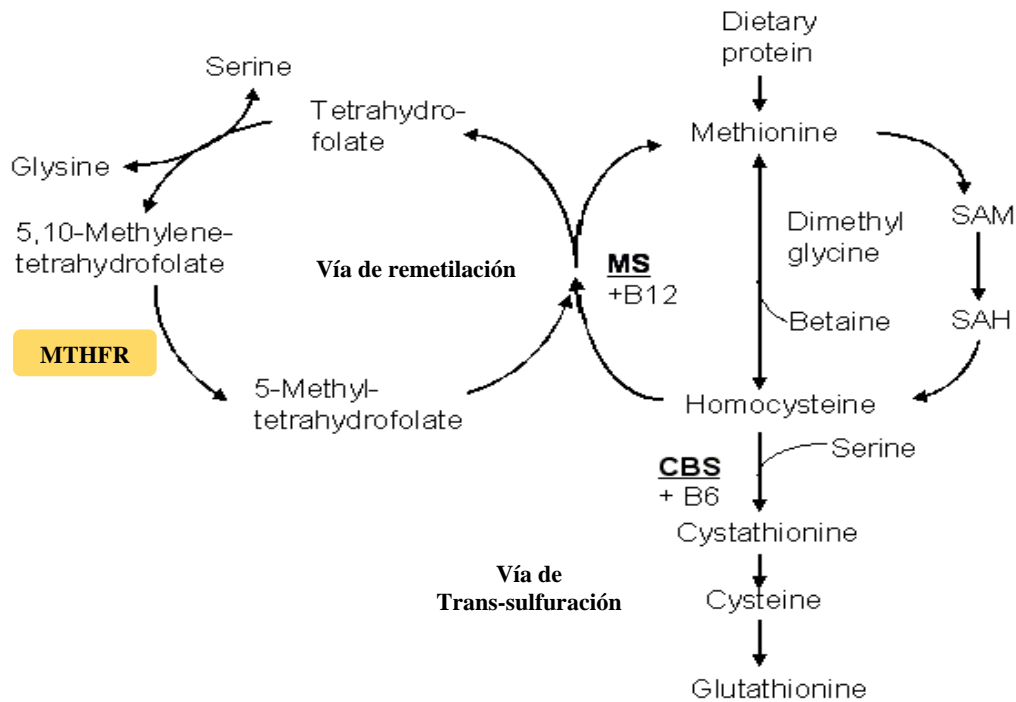 Dietary
protein
Serine
Tetrahydro-
folate
Methionine
Glysine
5,10-Methylene-
tetrahydrofolate
Vía de remetilación
MS
+B12
Dimethyl
glycine
SAM
Betaine
SAH
MTHFR
5-Methyl-
tetrahydrofolate
Homocysteine
Serine
CBS
+ B6
Cystathionine
Vía de
Trans-sulfuración
Cysteine
Glutathionine